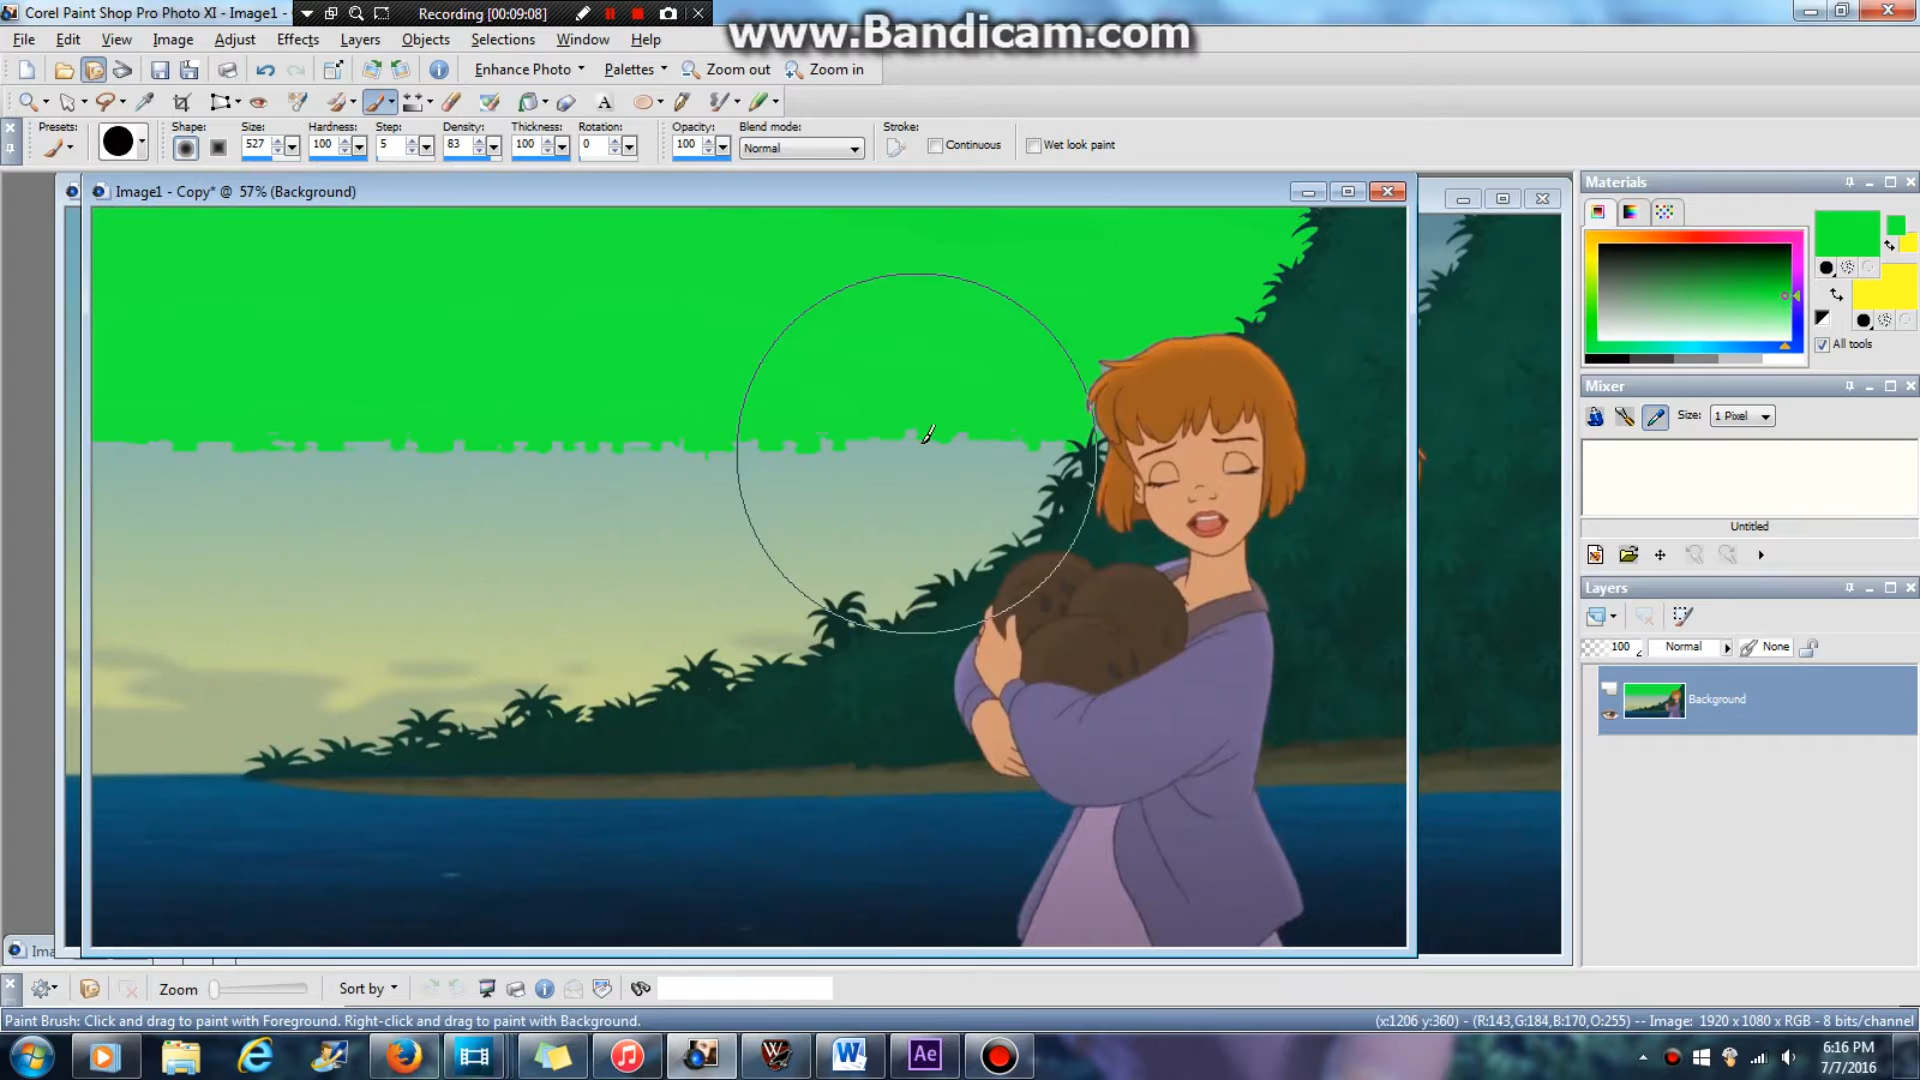 Corel Paint Shop Pro Photo XI - Image1 -
Recording [00:09:08]
www.Bandicam.com
File Edit View Image Adjust Effects Layers Objects Selections Window Help
Enhance Photo Palettes Zoom out Zoom in
Presets: Shape: Size: Hardness: Step: Density: Thickness: Rotation: Opacity: Blend mode: Stroke:
527 100 5 83 100 0 100 Normal Continuous Wet look paint
Image1 - Copy* @ 57% (Background)
Materials
All tools
Mixer
Size: 1 Pixel
Untitled
Layers
100 Normal None
Background
Ima
Zoom Sort by
Paint Brush: Click and drag to paint with Foreground. Right-click and drag to paint with Background.
(x:1206 y:360) - (R:143,G:184,B:170,O:255) -- Image: 1920 x 1080 x RGB - 8 bits/channel
W Ae
6:16 PM
7/7/2016